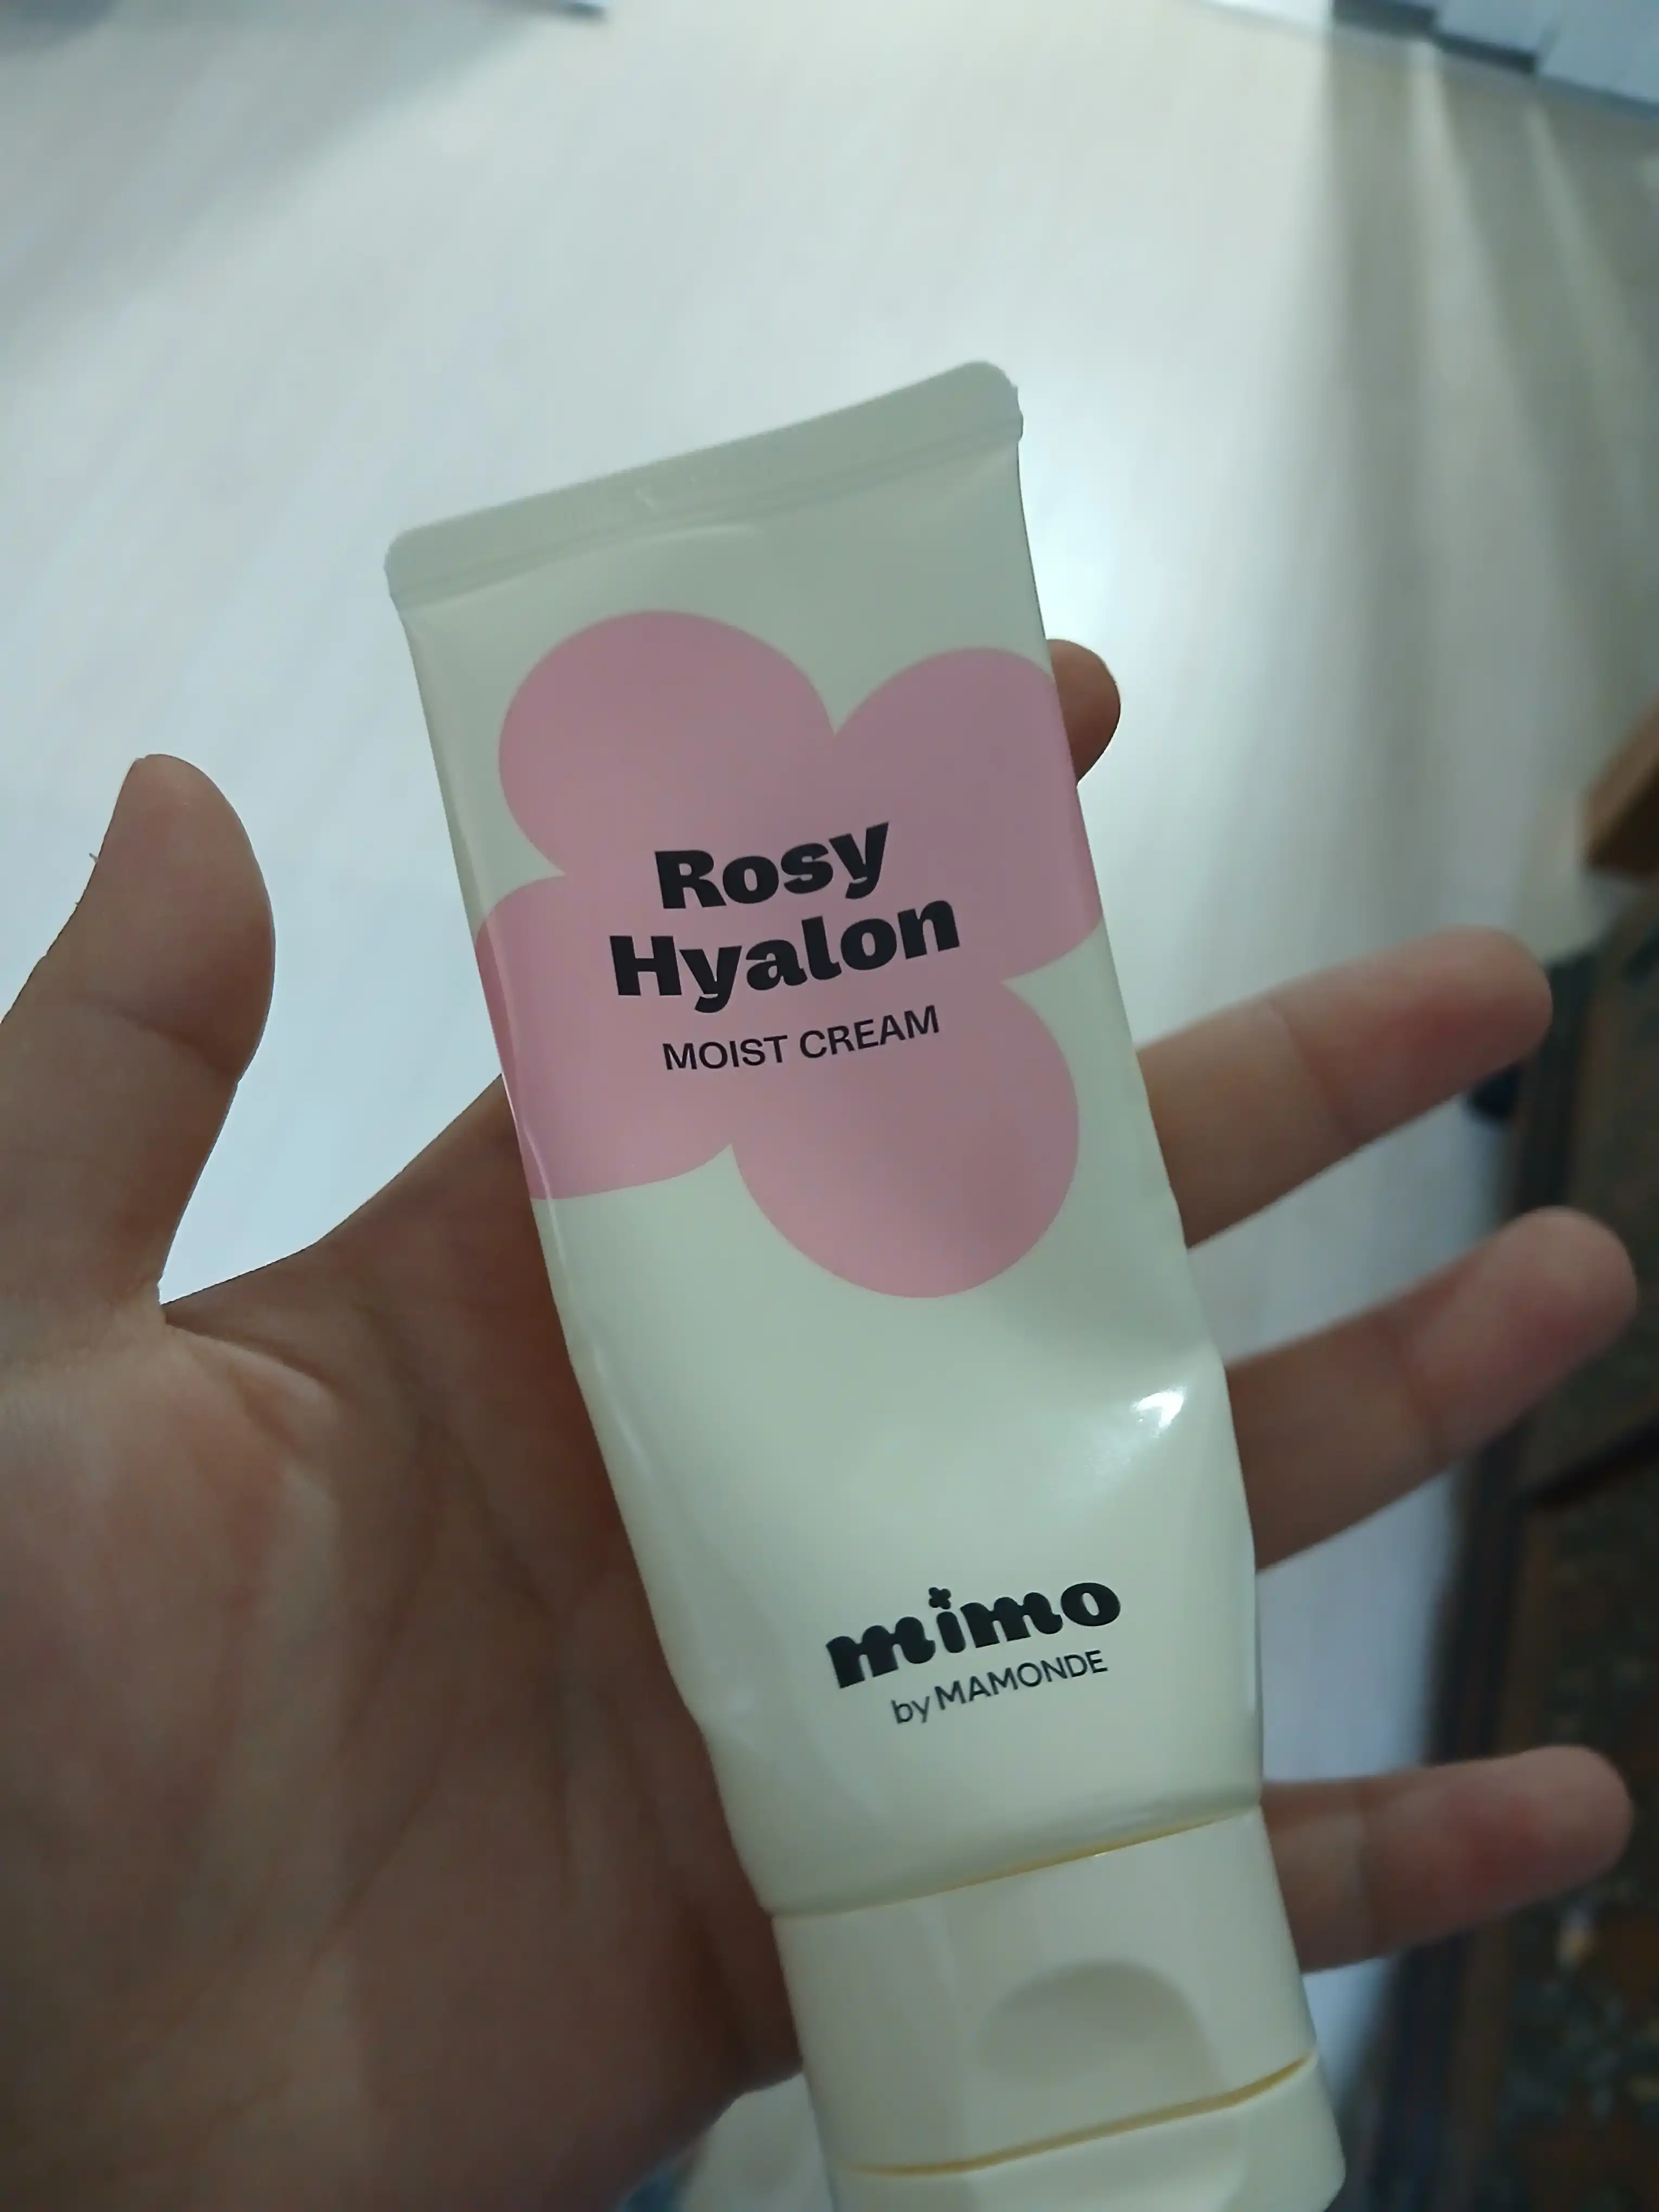 Rosy
Hyalon
MOIST CREAM
mimo
by MAMONDE